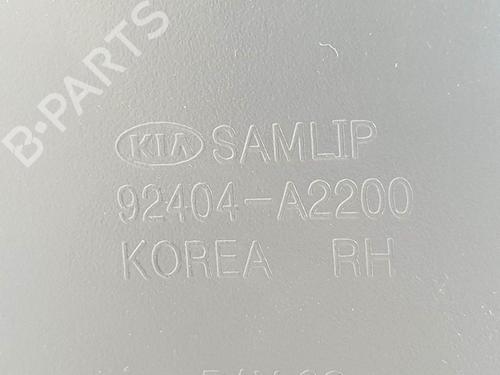 B-PARTS
KIA SAMLIP
92404-A2200
KOREA RH